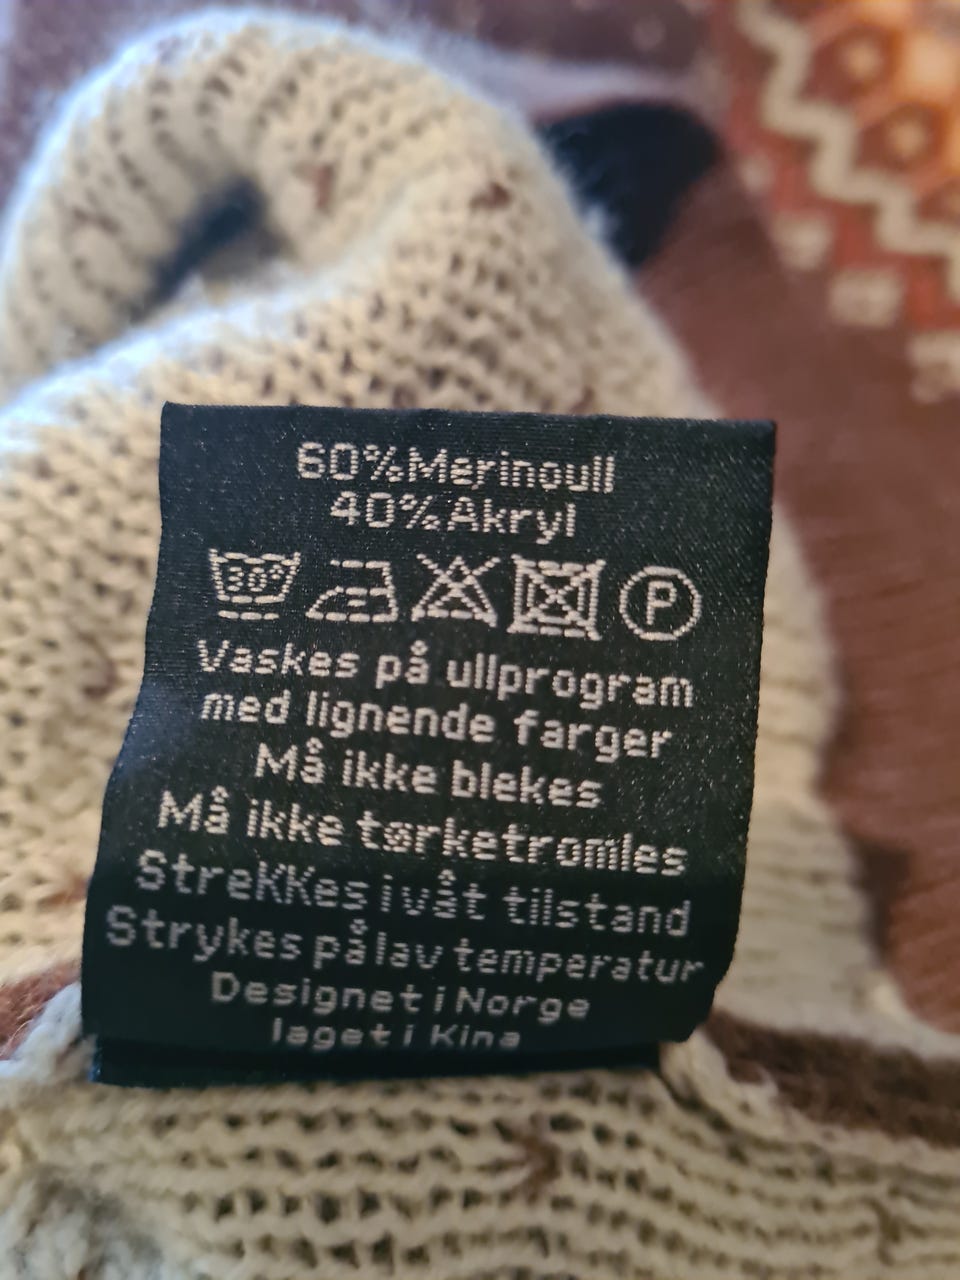 60%Merinoull
40%Akryl
30° P
Vaskes på ullprogram
med lignende farger
Må ikke blekes
Må ikke tørketromles
Strekkes i våt tilstand
Strykes på lav temperatur
Designet i Norge
laget i Kina